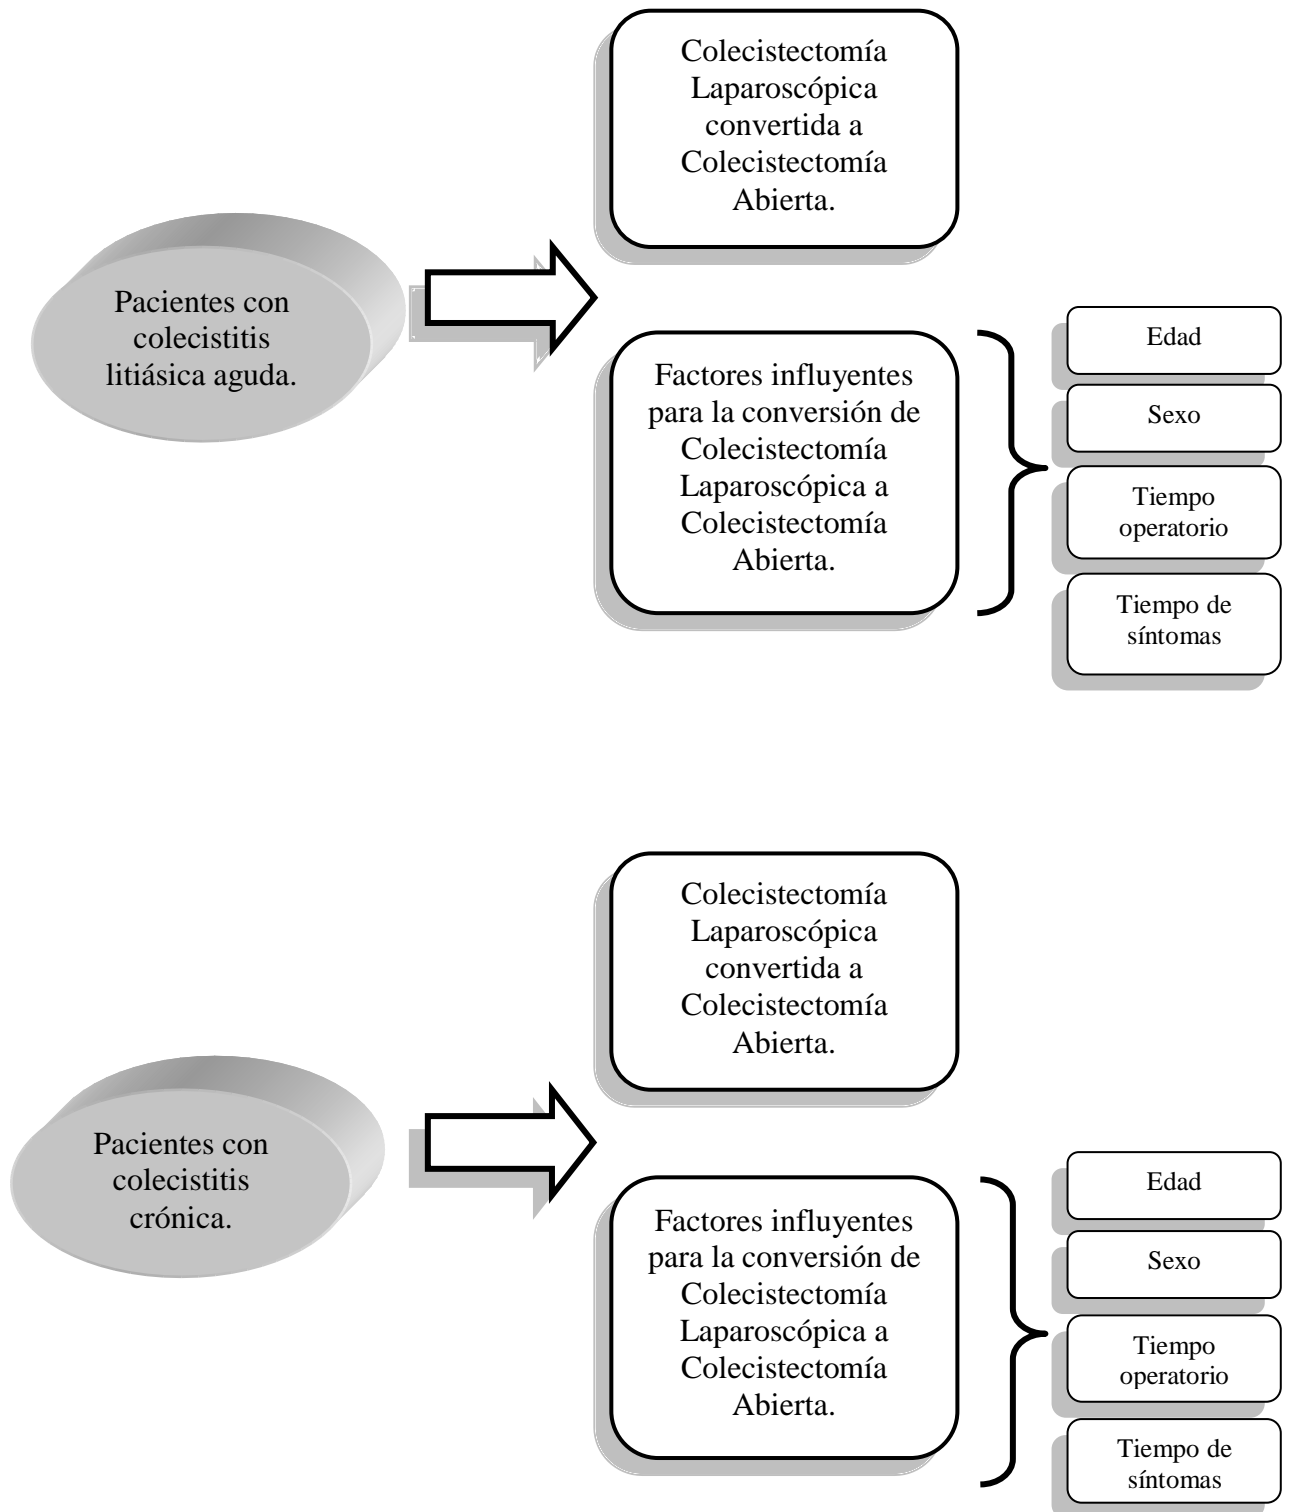 Colecistectomía
Laparoscópica
convertida a
Colecistectomía
Abierta.
Pacientes con
colecistitis
litiásica aguda.
Factores influyentes
para la conversión de
Colecistectomía
Laparoscópica a
Colecistectomía
Abierta.
Edad
Sexo
Tiempo
operatorio
Tiempo de
síntomas
Colecistectomía
Laparoscópica
convertida a
Colecistectomía
Abierta.
Pacientes con
colecistitis
crónica.
Factores influyentes
para la conversión de
Colecistectomía
Laparoscópica a
Colecistectomía
Abierta.
Edad
Sexo
Tiempo
operatorio
Tiempo de
síntomas